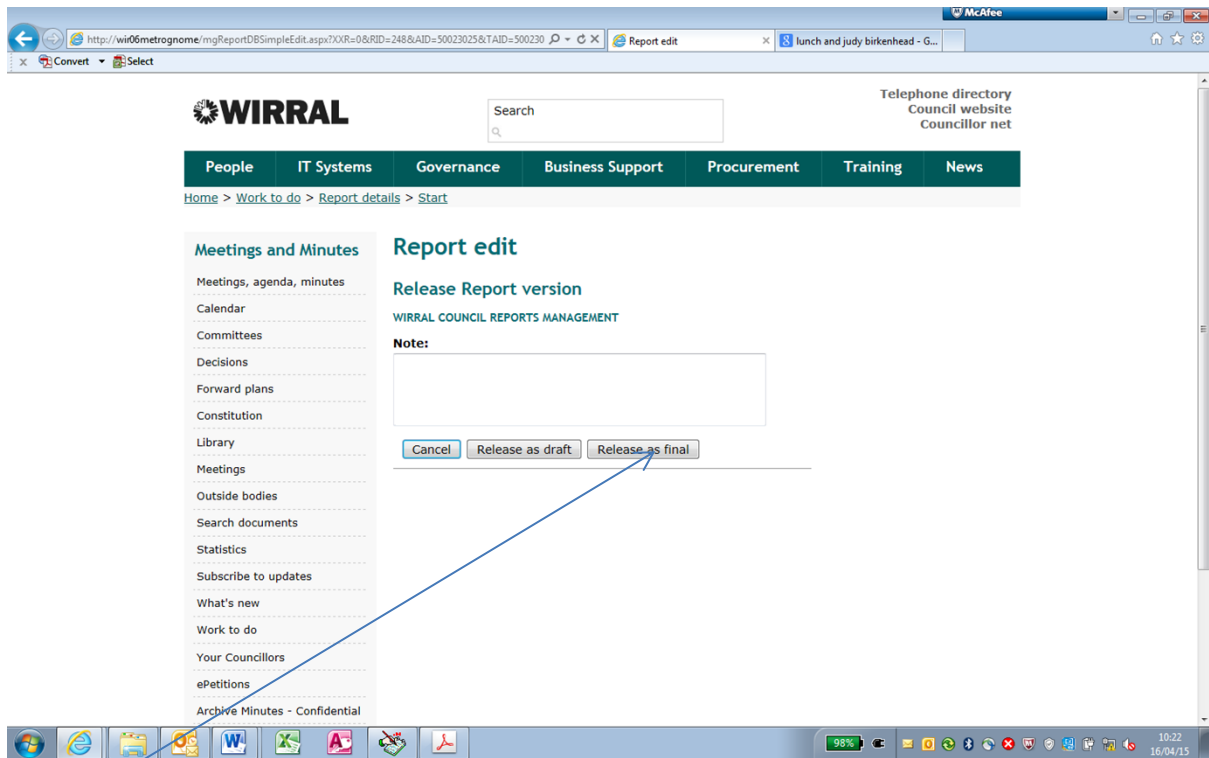 McAfee
http://wir06metrognome/mgReportDBSimpleEdit.aspx?XXR=0&RID=248&AID=50023025&TAID=500230
Report edit
lunch and judy birkenhead - G...
x Convert Select
WIRRAL
Search
Telephone directory
Council website
Councillor net
People IT Systems Governance Business Support Procurement Training News
Home > Work to do > Report details > Start
Meetings and Minutes
Meetings, agenda, minutes
Calendar
Committees
Decisions
Forward plans
Constitution
Library
Meetings
Outside bodies
Search documents
Statistics
Subscribe to updates
What's new
Work to do
Your Councillors
ePetitions
Archive Minutes - Confidential
Report edit
Release Report version
WIRRAL COUNCIL REPORTS MANAGEMENT
Note:
Cancel Release as draft Release as final
98%
10:22
16/04/15